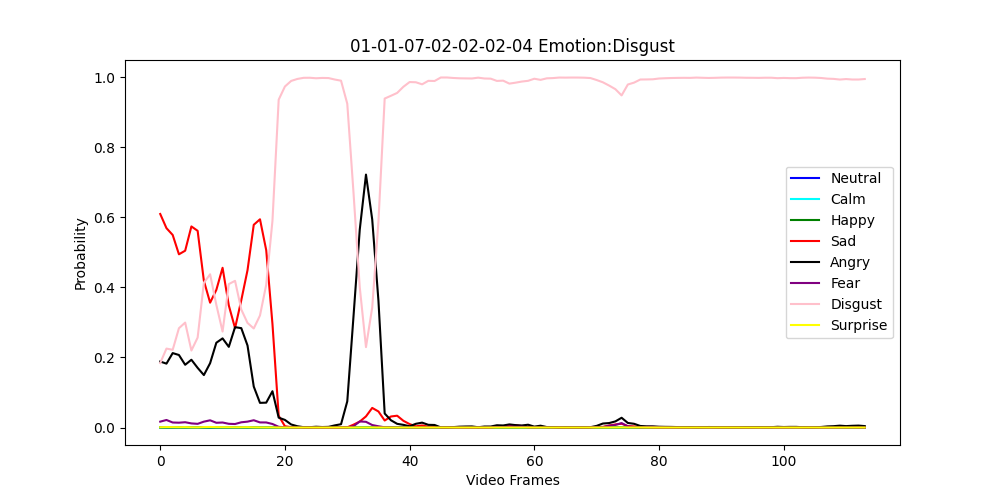 01-01-07-02-02-02-04 Emotion:Disgust
1.0
0.8
0.6
0.4
0.2
0.0
Probability
0 20 40 60 80 100
Video Frames
Neutral
Calm
Happy
Sad
Angry
Fear
Disgust
Surprise